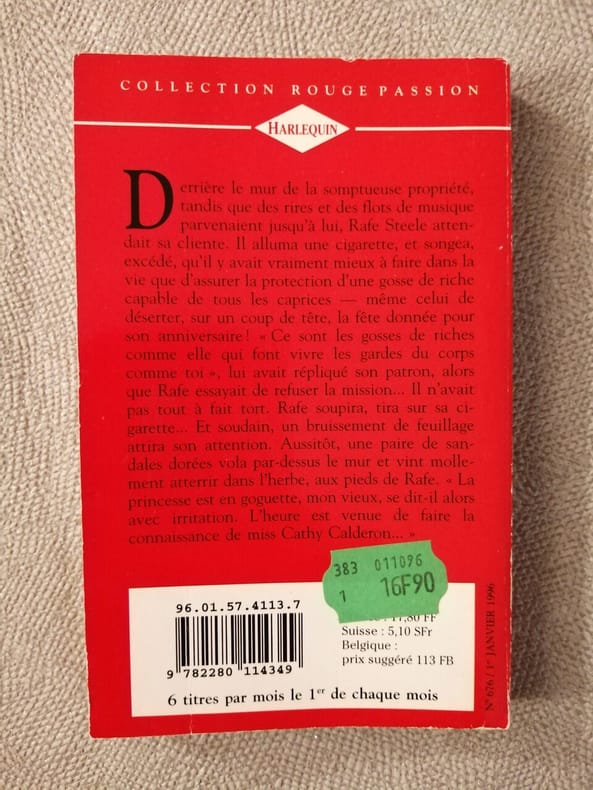 COLLECTION ROUGE PASSION
HARLEQUIN
Derrière le mur de la somptueuse propriété,
tandis que des rires et des flots de musique
parvenaient jusqu'à lui, Rafe Steele atten-
dait sa cliente. Il alluma une cigarette, et songea,
excédé, qu'il y avait vraiment mieux à faire dans la
vie que d'assurer la protection d'une gosse de riche
capable de tous les caprices — même celui de
déserter, sur un coup de tête, la fête donnée pour
son anniversaire ! « Ce sont les gosses de riches
comme elle qui font vivre les gardes du corps
comme toi », lui avait répliqué son patron, alors
que Rafe essayait de refuser la mission... Il n'avait
pas tout à fait tort. Rafe soupira, tira sur sa ci-
garette... Et soudain, un bruissement de feuillage
attira son attention. Aussitôt, une paire de san-
dales dorées vola par-dessus le mur et vint molle-
ment atterrir dans l'herbe, aux pieds de Rafe. « La
princesse est en goguette, mon vieux, se dit-il alors
avec irritation. L'heure est venue de faire la
connaissance de miss Cathy Calderon... »
383 011096
1 16F90
96.01.57.4113.7
FF
Suisse : 5,10 SFr
Belgique :
prix suggéré 113 FB
9 782280 114349
6 titres par mois le 1er de chaque mois
N° 676 / 1er JANVIER 1996